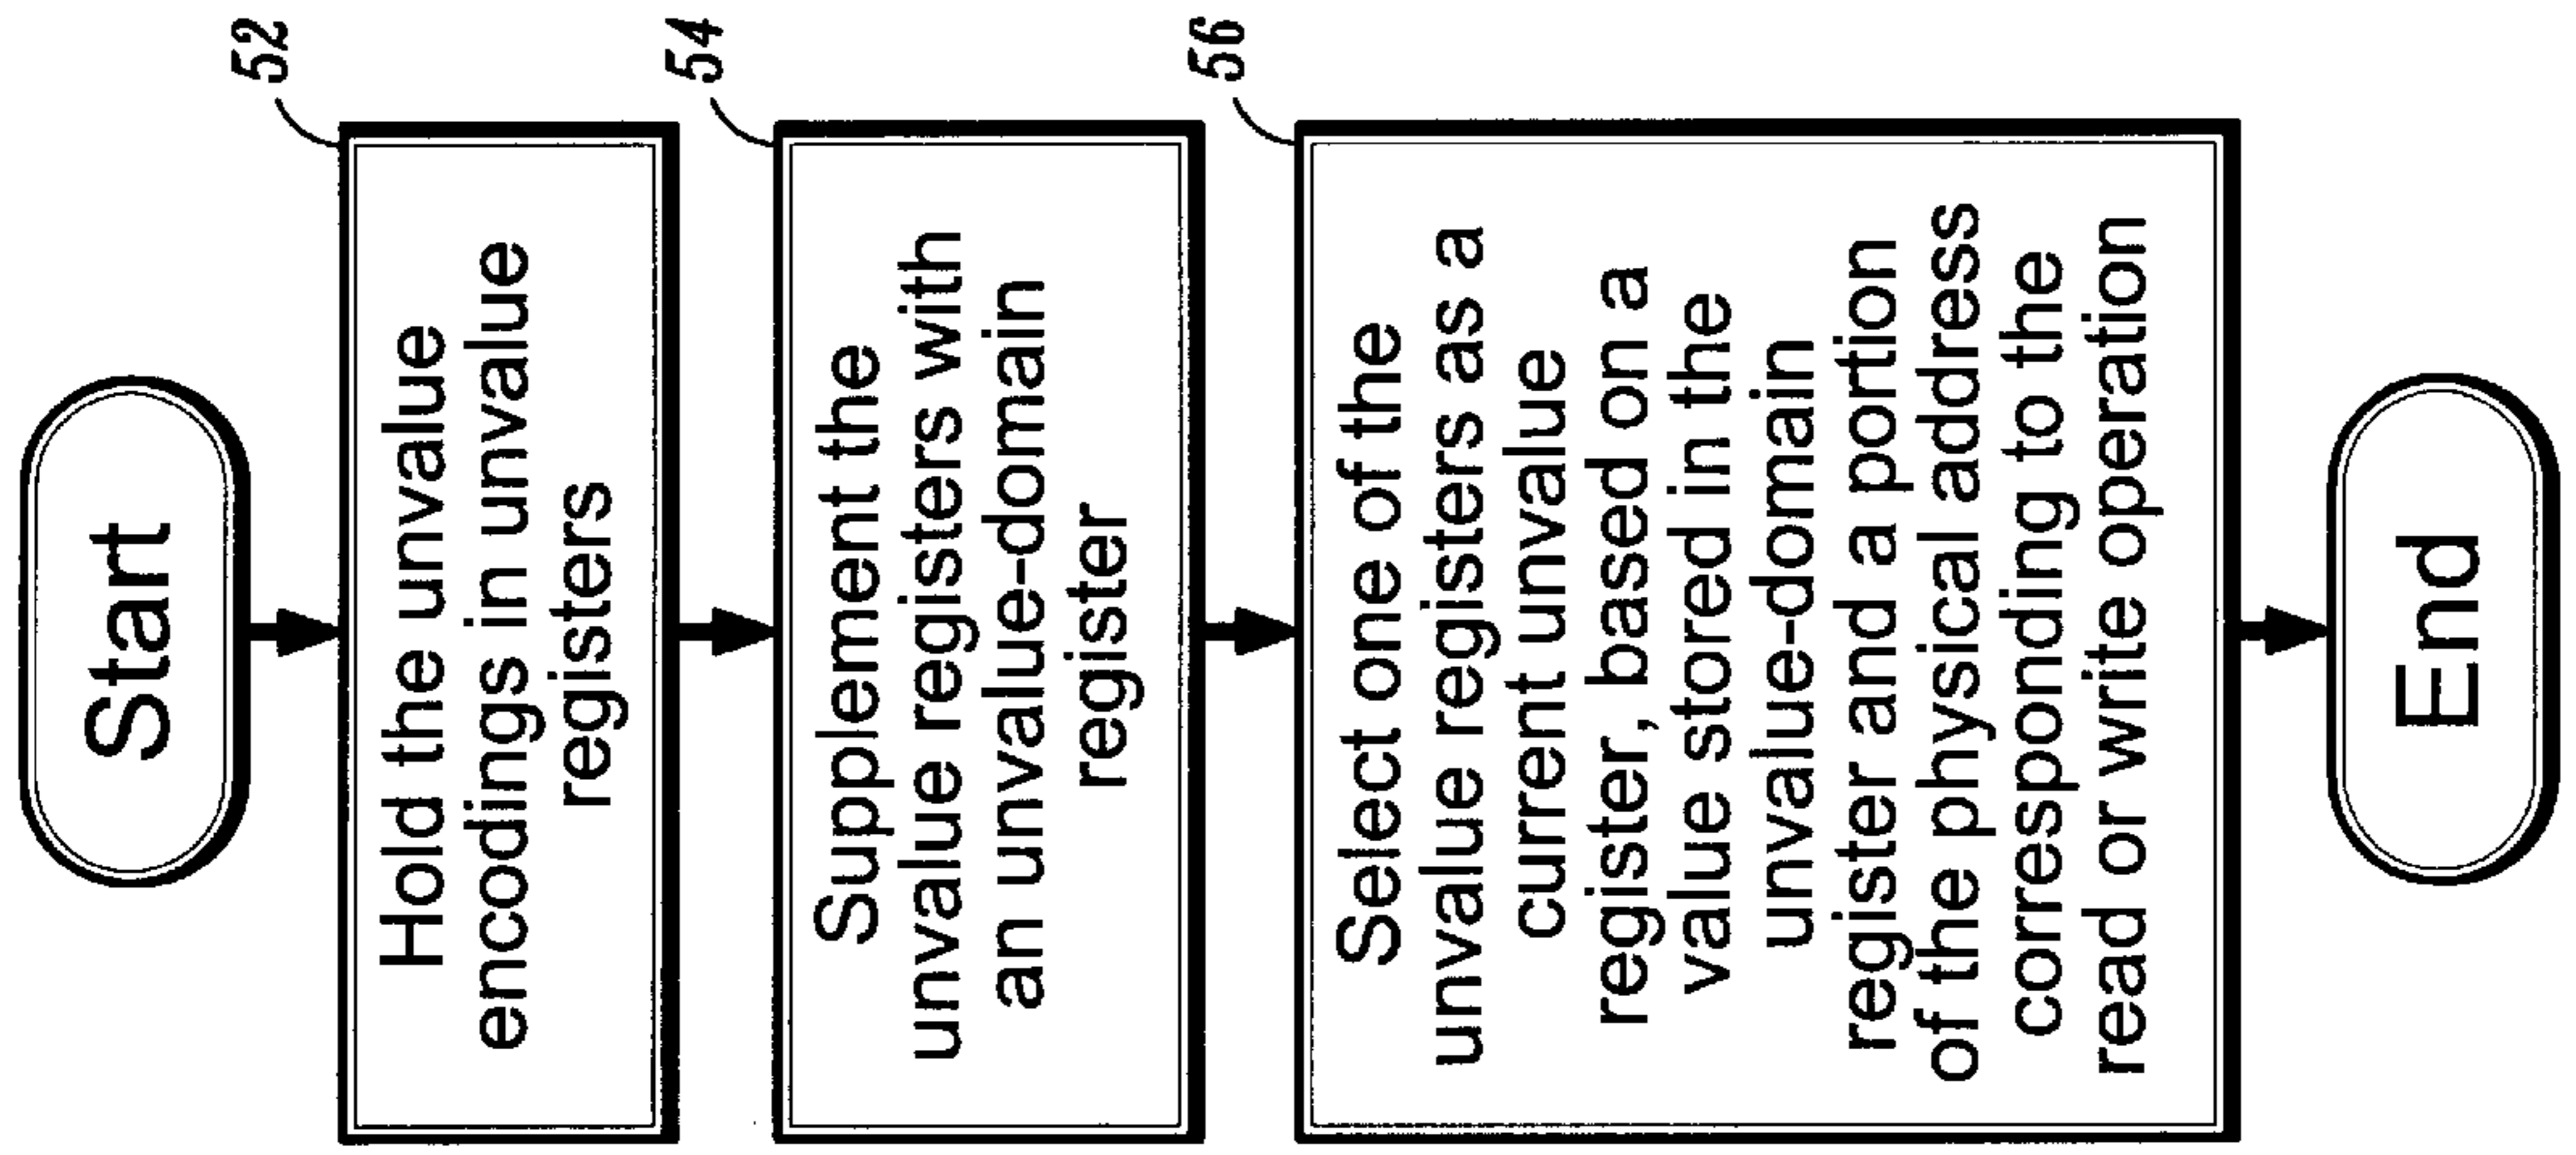 Start
52
Hold the unvalue
encodings in unvalue
registers
54
Supplement the
unvalue registers with
an unvalue-domain
register
56
Select one of the
unvalue registers as a
current unvalue
register, based on a
value stored in the
unvalue-domain
register and a portion
of the physical address
corresponding to the
read or write operation
End